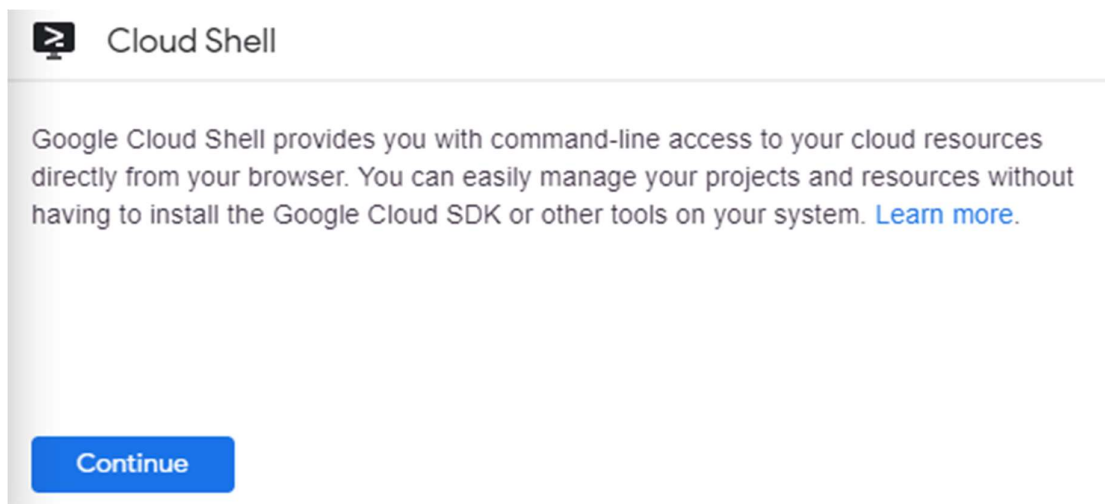 Cloud Shell
Google Cloud Shell provides you with command-line access to your cloud resources
directly from your browser. You can easily manage your projects and resources without
having to install the Google Cloud SDK or other tools on your system. Learn more.
Continue